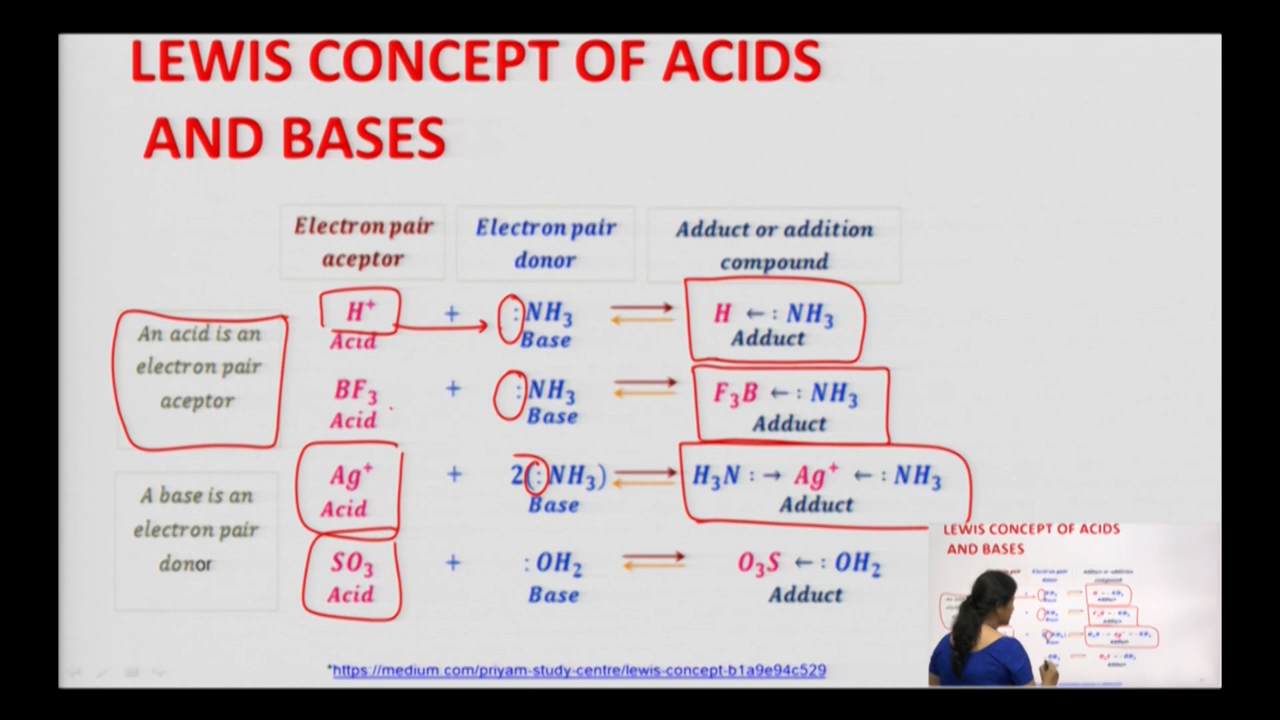 LEWIS CONCEPT OF ACIDS
AND BASES
Electron pair
aceptor
Electron pair
donor
Adduct or addition
compound
An acid is an
electron pair
aceptor
H⁺ + :NH₃ ⇌ H ← : NH₃
Acid Base Adduct
BF₃ + :NH₃ ⇌ F₃B ← : NH₃
Acid Base Adduct
A base is an
electron pair
donor
Ag⁺ + 2(:NH₃) ⇌ H₃N : → Ag⁺ ← : NH₃
Acid Base Adduct
SO₃ + :OH₂ ⇌ O₃S ← : OH₂
Acid Base Adduct
*https://medium.com/priyam-study-centre/lewis-concept-b1a9e94c529
LEWIS CONCEPT OF ACIDS
AND BASES